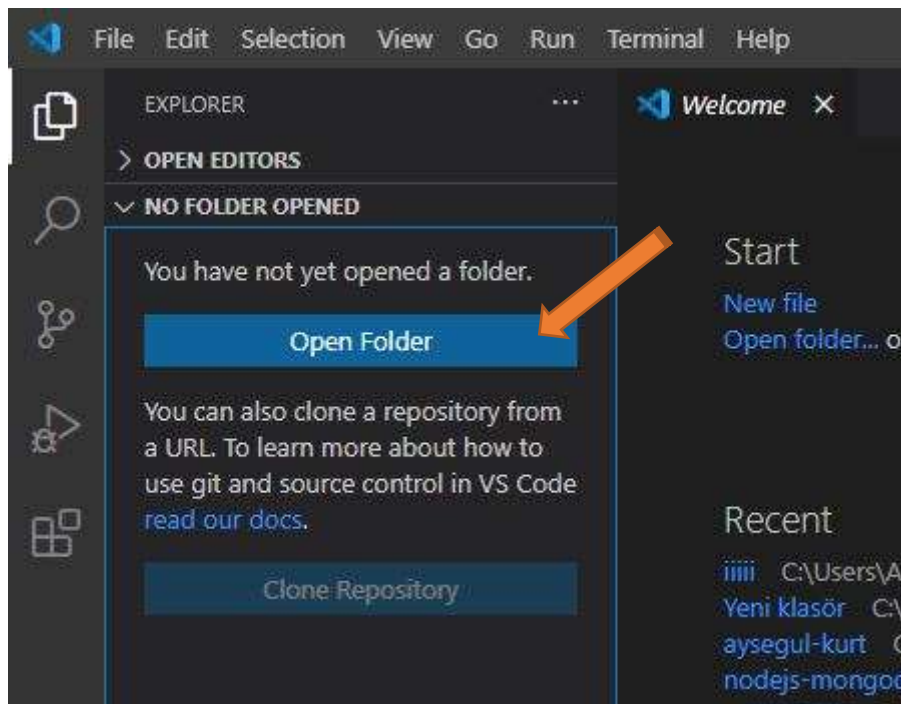 File Edit Selection View Go Run Terminal Help
EXPLORER
OPEN EDITORS
NO FOLDER OPENED
You have not yet opened a folder.
Open Folder
You can also clone a repository from
a URL. To learn more about how to
use git and source control in VS Code
read our docs.
Clone Repository
Welcome
Start
New file
Open folder... o
Recent
iiiii C:\Users\A
Yeni klasör C:\
aysegul-kurt
nodejs-mongo